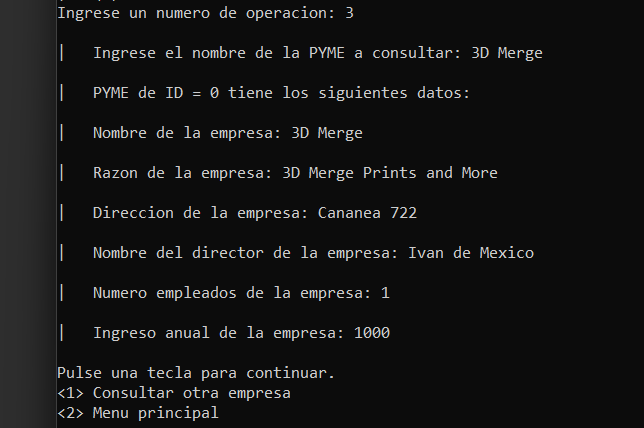 Ingrese un numero de operacion: 3
|   Ingrese el nombre de la PYME a consultar: 3D Merge
|   PYME de ID = 0 tiene los siguientes datos:
|   Nombre de la empresa: 3D Merge
|   Razon de la empresa: 3D Merge Prints and More
|   Direccion de la empresa: Cananea 722
|   Nombre del director de la empresa: Ivan de Mexico
|   Numero empleados de la empresa: 1
|   Ingreso anual de la empresa: 1000
Pulse una tecla para continuar.
<1> Consultar otra empresa
<2> Menu principal